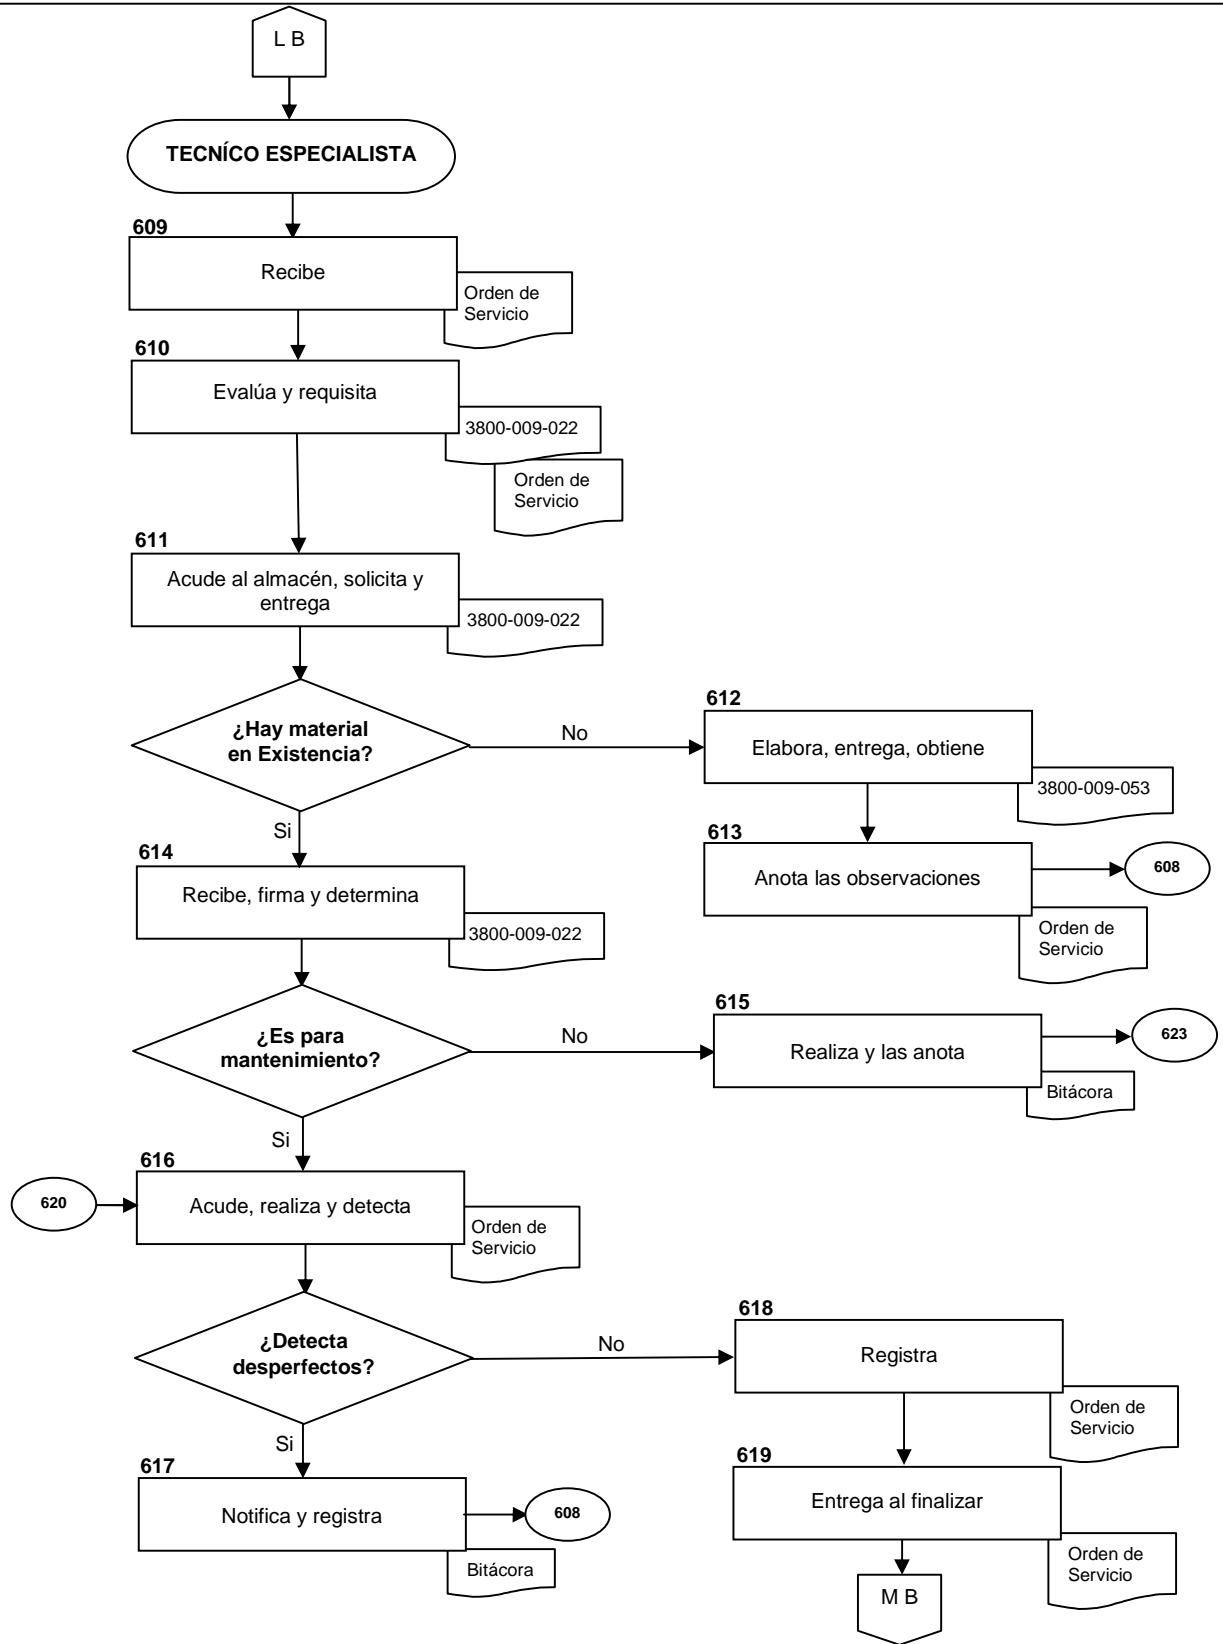 L B
TECNÍCO ESPECIALISTA
609
Recibe
Orden de
Servicio
610
Evalúa y requisita
3800-009-022
Orden de
Servicio
611
Acude al almacén, solicita y
entrega
3800-009-022
¿Hay material
en Existencia?
No
612
Elabora, entrega, obtiene
3800-009-053
613
Anota las observaciones
608
Orden de
Servicio
Si
614
Recibe, firma y determina
3800-009-022
¿Es para
mantenimiento?
No
615
Realiza y las anota
623
Bitácora
Si
616
620
Acude, realiza y detecta
Orden de
Servicio
¿Detecta
desperfectos?
No
618
Registra
Orden de
Servicio
619
Entrega al finalizar
Orden de
Servicio
M B
Si
617
Notifica y registra
608
Bitácora